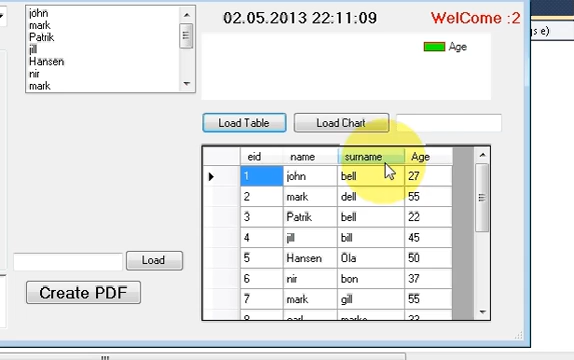 john
mark
Patrik
jill
Hansen
nir
mark
02.05.2013 22:11:09
WelCome :2
s e)
Age
Load Table
Load Chart
eid name surname Age
1 john bell 27
2 mark dell 55
3 Patrik bell 22
4 jill bill 45
5 Hansen Ola 50
6 nir bon 37
7 mark gill 55
Load
Create PDF